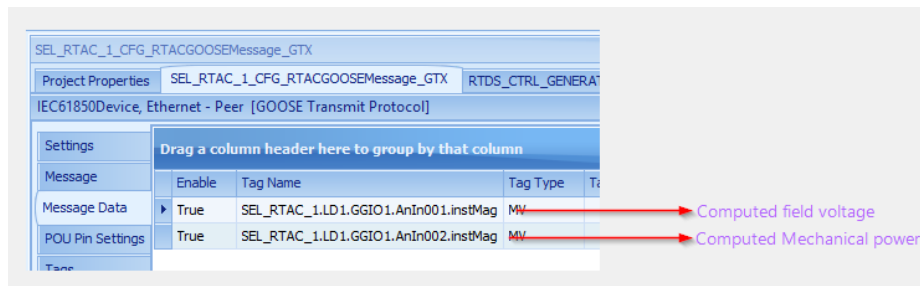 SEL_RTAC_1_CFG_RTACGOOSEMessage_GTX
Project Properties SEL_RTAC_1_CFG_RTACGOOSEMessage_GTX RTDS_CTRL_GENERAT
IEC61850Device, Ethernet - Peer [GOOSE Transmit Protocol]
Settings
Drag a column header here to group by that column
Message
Enable Tag Name Tag Type Ta
Message Data True SEL_RTAC_1.LD1.GGIO1.AnIn001.instMag MV Computed field voltage
POU Pin Settings True SEL_RTAC_1.LD1.GGIO1.AnIn002.instMag MV Computed Mechanical power
Tags